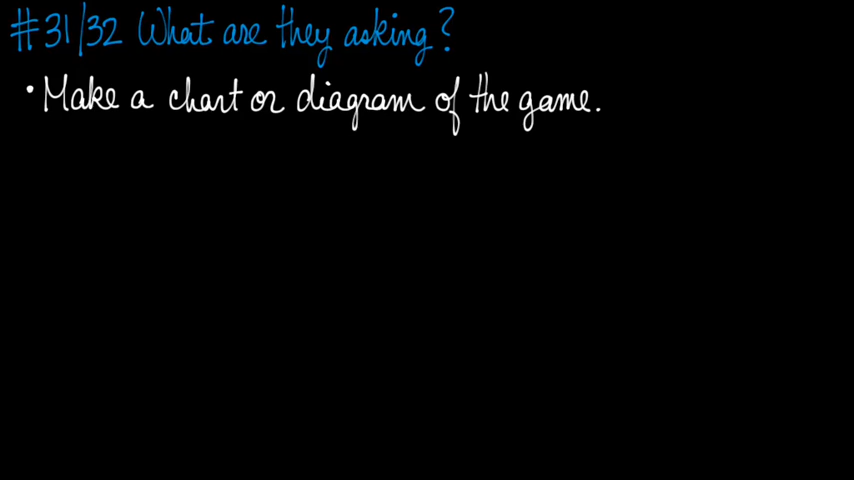 #31/32 What are they asking?
• Make a chart or diagram of the game.